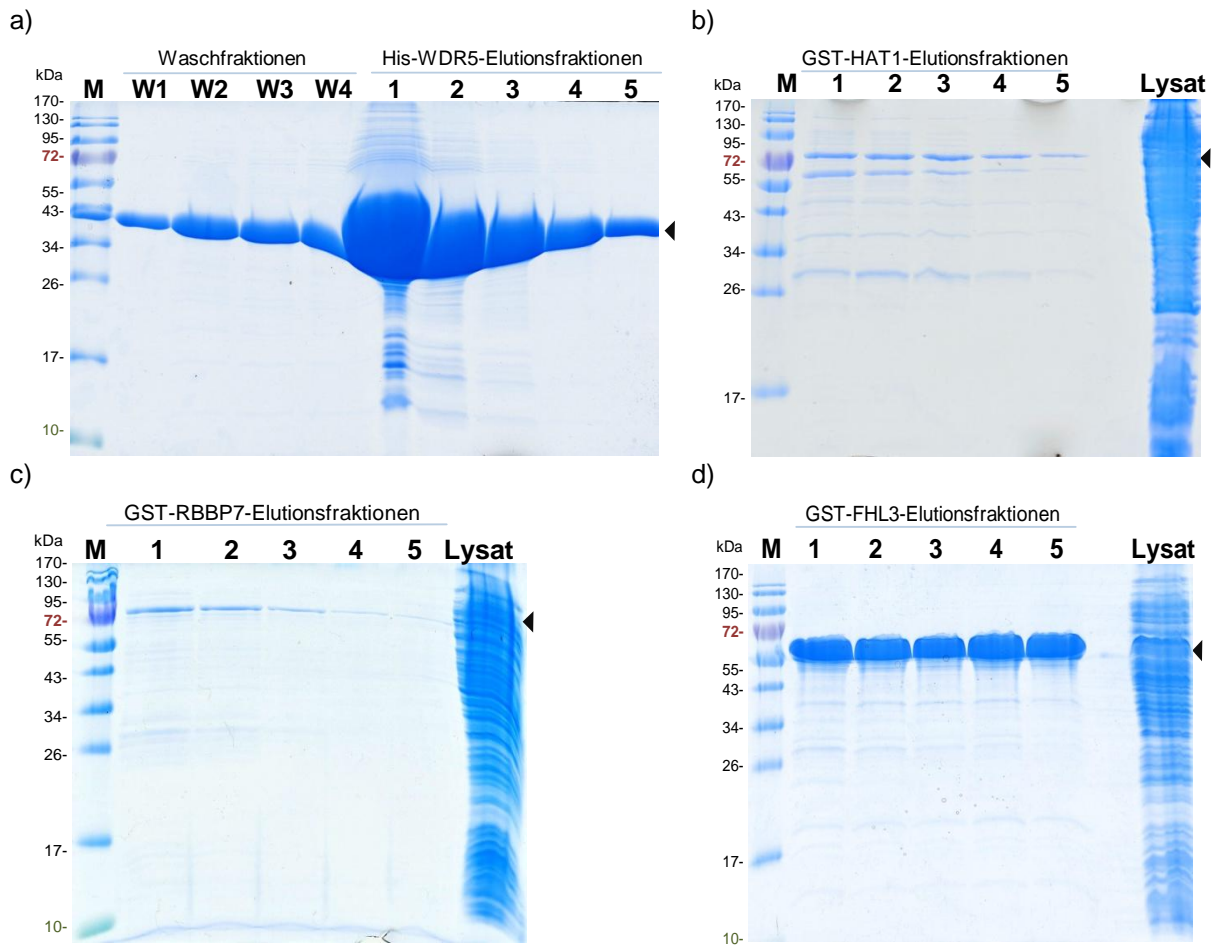 a)
Waschfraktionen His-WDR5-Elutionsfraktionen
kDa
M W1 W2 W3 W4 1 2 3 4 5
170-
130-
95-
72-
55-
43-
34-
26-
17-
10-
b)
GST-HAT1-Elutionsfraktionen
kDa
M 1 2 3 4 5 Lysat
170-
130-
95-
72-
55-
43-
34-
26-
17-
c)
GST-RBBP7-Elutionsfraktionen
kDa
M 1 2 3 4 5 Lysat
170-
130-
95-
72-
55-
43-
34-
26-
17-
10-
d)
GST-FHL3-Elutionsfraktionen
kDa
M 1 2 3 4 5 Lysat
170-
130-
95-
72-
55-
43-
34-
26-
17-
10-